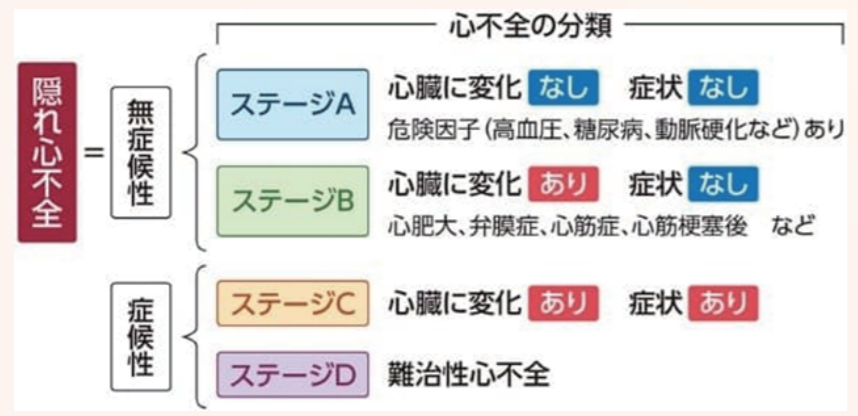 心不全の分類
隠れ心不全
=
無症候性
ステージA
心臓に変化 なし 症状 なし
危険因子(高血圧、糖尿病、動脈硬化など)あり
ステージB
心臓に変化 あり 症状 なし
心肥大、弁膜症、心筋症、心筋梗塞後 など
症候性
ステージC
心臓に変化 あり 症状 あり
ステージD
難治性心不全